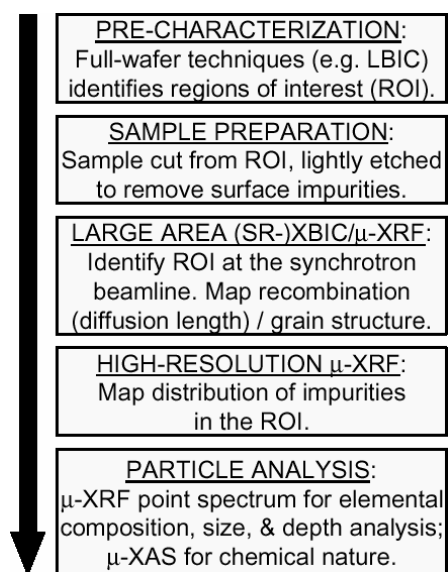 PRE-CHARACTERIZATION:
Full-wafer techniques (e.g. LBIC)
identifies regions of interest (ROI).
SAMPLE PREPARATION:
Sample cut from ROI, lightly etched
to remove surface impurities.
LARGE AREA (SR-)XBIC/μ-XRF:
Identify ROI at the synchrotron
beamline. Map recombination
(diffusion length) / grain structure.
HIGH-RESOLUTION μ-XRF:
Map distribution of impurities
in the ROI.
PARTICLE ANALYSIS:
μ-XRF point spectrum for elemental
composition, size, & depth analysis;
μ-XAS for chemical nature.